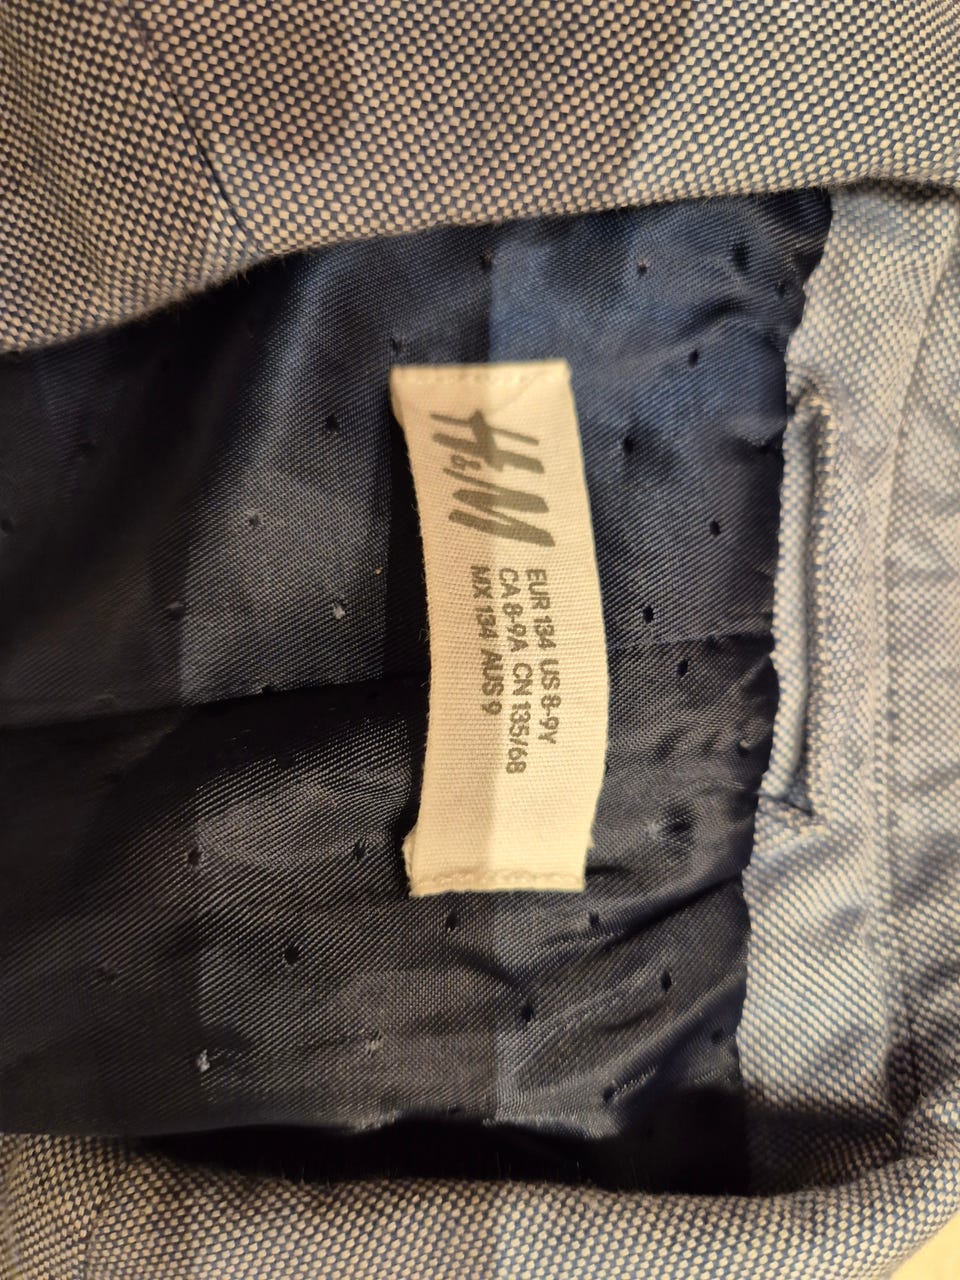 H&M
EUR 134 US 8-9Y
CA 8-9A CN 135/68
MX 134 AUS 9